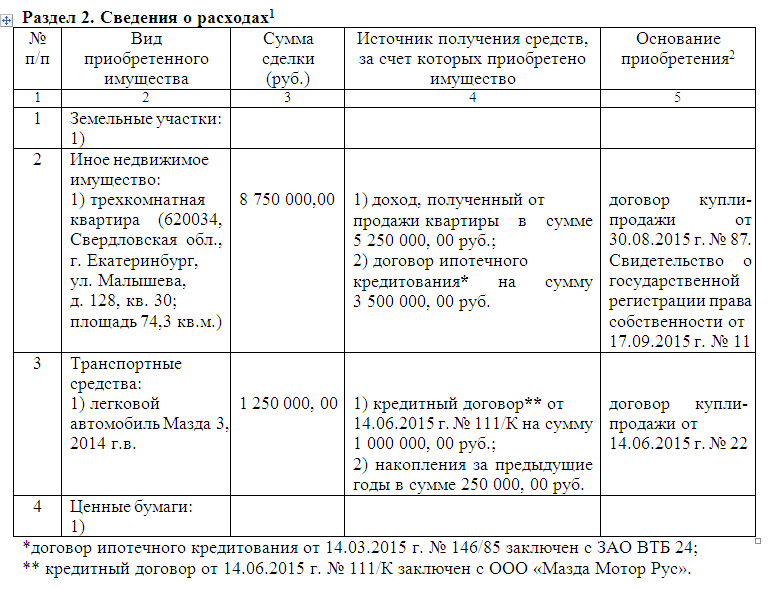 Раздел 2. Сведения о расходах1
№ п/п
Вид приобретенного имущества
Сумма сделки (руб.)
Источник получения средств, за счет которых приобретено имущество
Основание приобретения2
1 2 3 4 5
1 Земельные участки:
1)
2 Иное недвижимое
имущество:
1) трехкомнатная
квартира (620034,
Свердловская обл.,
г. Екатеринбург,
ул. Малышева,
д. 128, кв. 30;
площадь 74,3 кв.м.)
8 750 000,00
1) доход, полученный от
продажи квартиры в сумме
5 250 000, 00 руб.;
2) договор ипотечного
кредитования* на сумму
3 500 000, 00 руб.
договор купли-
продажи от
30.08.2015 г. № 87.
Свидетельство о
государственной
регистрации права
собственности от
17.09.2015 г. № 11
3 Транспортные
средства:
1) легковой
автомобиль Мазда 3,
2014 г.в.
1 250 000, 00
1) кредитный договор** от
14.06.2015 г. № 111/К на сумму
1 000 000, 00 руб.;
2) накопления за предыдущие
годы в сумме 250 000, 00 руб.
договор купли-
продажи от
14.06.2015 г. № 22
4 Ценные бумаги:
1)
*договор ипотечного кредитования от 14.03.2015 г. № 146/85 заключен с ЗАО ВТБ 24;
** кредитный договор от 14.06.2015 г. № 111/К заключен с ООО «Мазда Мотор Рус».